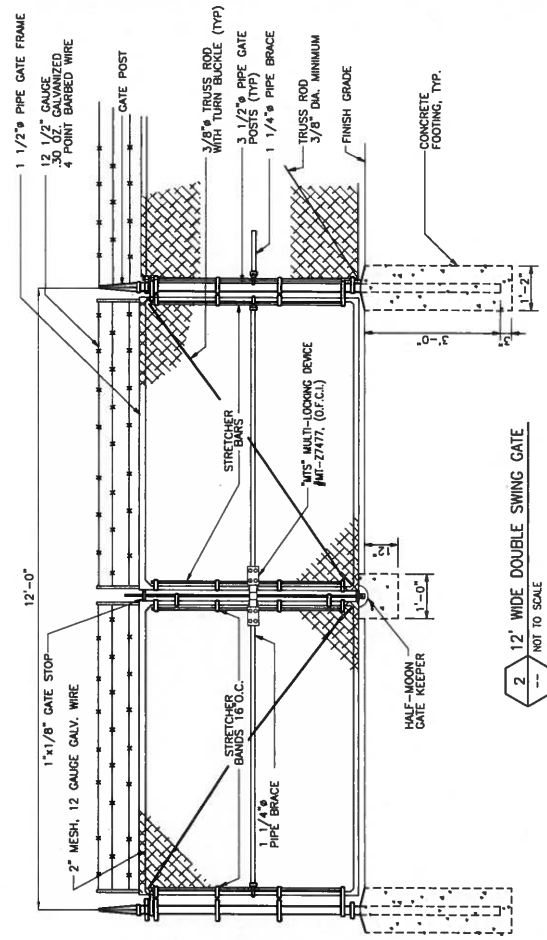 1 1/2"ø PIPE GATE FRAME
12 1/2" GAUGE
.30 OZ. GALVANIZED
4 POINT BARBED WIRE
GATE POST
3/8"ø TRUSS ROD
WITH TURN BUCKLE (TYP)
3 1/2"ø PIPE GATE
POSTS (TYP)
1 1/4"ø PIPE BRACE
TRUSS ROD
3/8" DIA. MINIMUM
FINISH GRADE
CONCRETE
FOOTING, TYP.
12'-0"
STRETCHER
BARS
"MTS" MULTI-LOCKING DEVICE
#MT-Z7477, (O.F.C.I.)
3'-0"
3"
1'-2"
1"x1/8" GATE STOP
2" MESH, 12 GAUGE GALV. WIRE
STRETCHER
BANDS 16"O.C.
1 1/4"ø
PIPE BRACE
12"
1'-0"
HALF-MOON
GATE KEEPER
2
--
12' WIDE DOUBLE SWING GATE
NOT TO SCALE